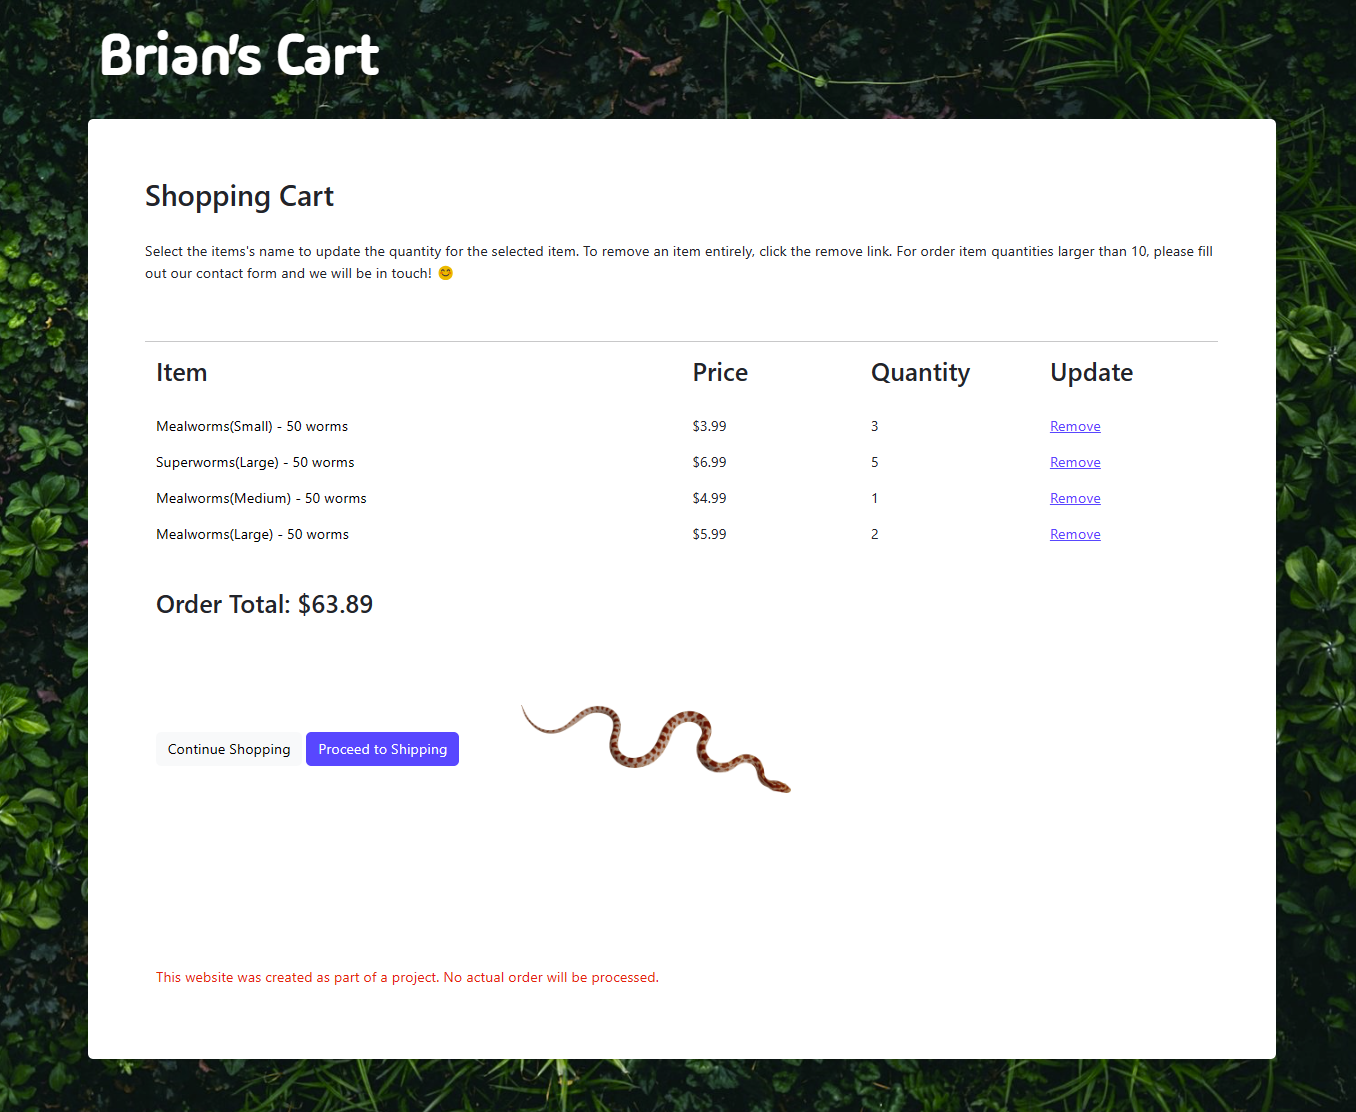 Brian's Cart
Shopping Cart
Select the items's name to update the quantity for the selected item. To remove an item entirely, click the remove link. For order item quantities larger than 10, please fill
out our contact form and we will be in touch! 😊
Item Price Quantity Update
Mealworms(Small) - 50 worms $3.99 3 Remove
Superworms(Large) - 50 worms $6.99 5 Remove
Mealworms(Medium) - 50 worms $4.99 1 Remove
Mealworms(Large) - 50 worms $5.99 2 Remove
Order Total: $63.89
Continue Shopping Proceed to Shipping
This website was created as part of a project. No actual order will be processed.